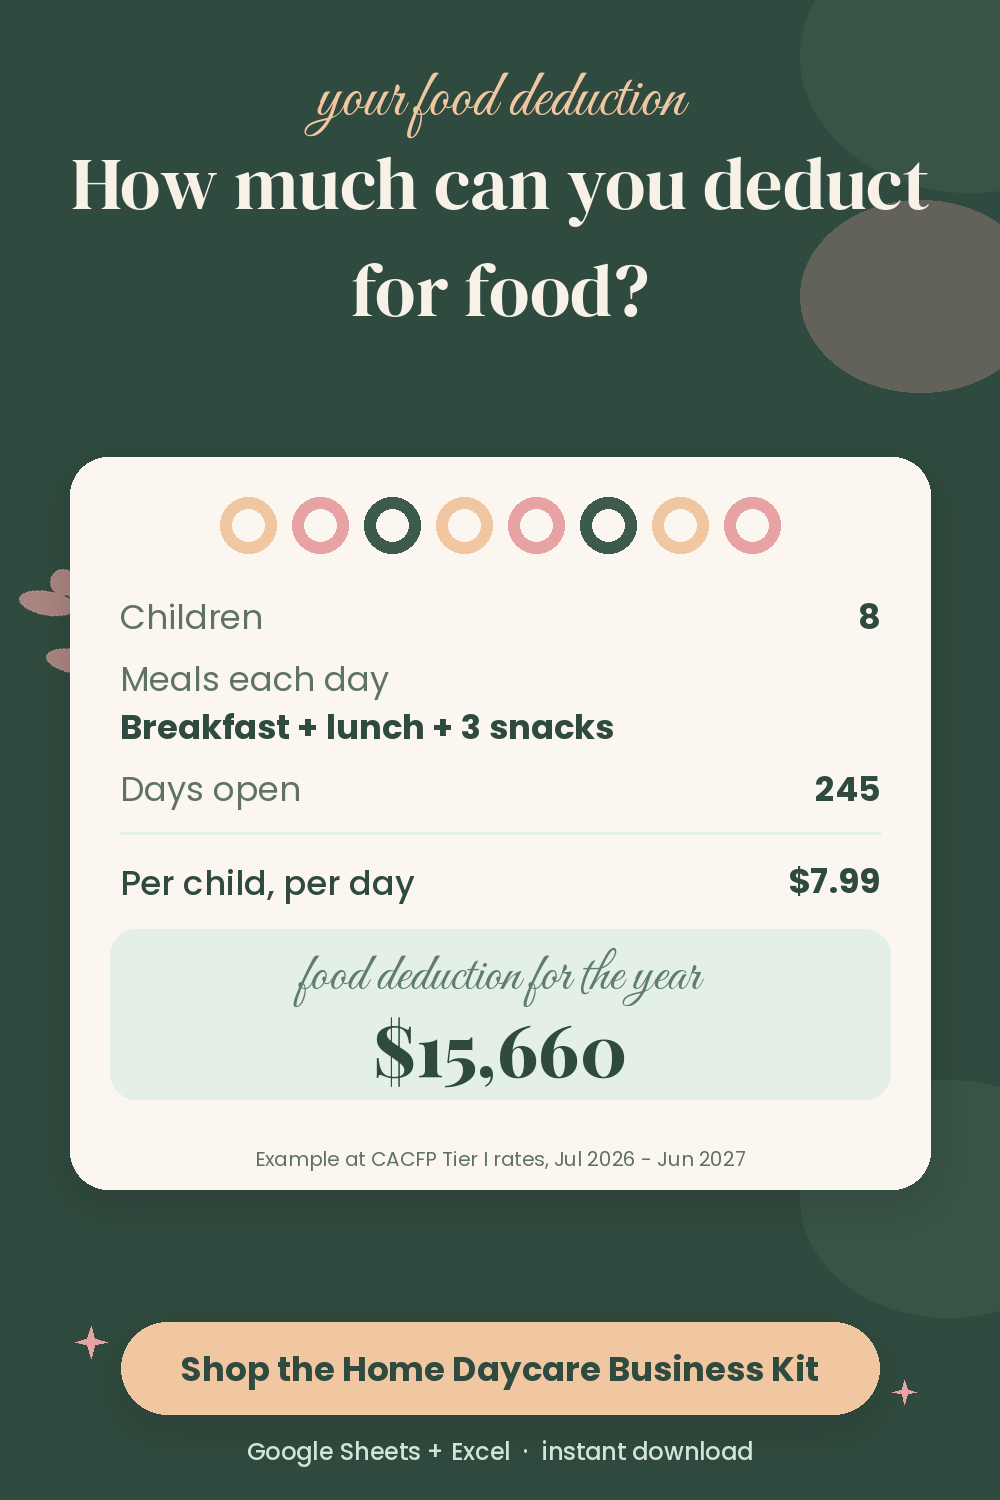 your food deduction
How much can you deduct
for food?
Children 8
Meals each day
Breakfast + lunch + 3 snacks
Days open 245
Per child, per day $7.99
food deduction for the year
$15,660
Example at CACFP Tier I rates, Jul 2026 - Jun 2027
Shop the Home Daycare Business Kit
Google Sheets + Excel · instant download